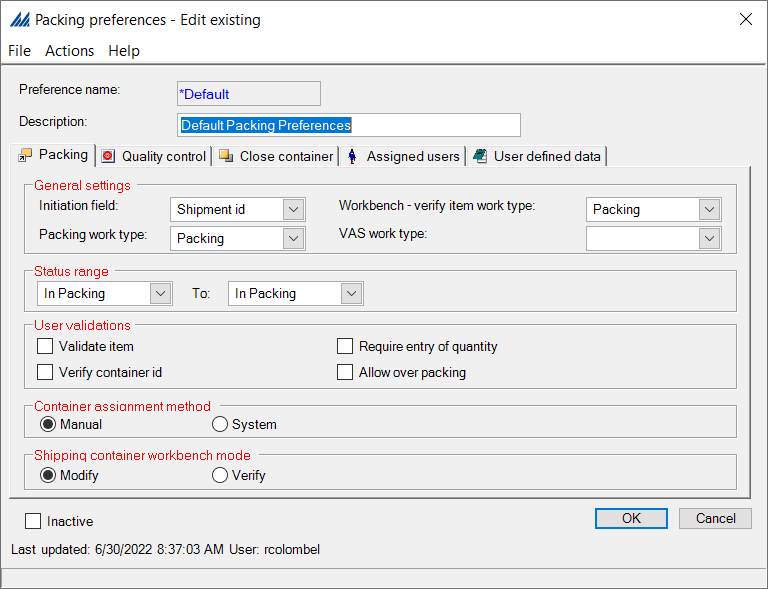 Packing preferences - Edit existing
File Actions Help
Preference name: *Default
Description: Default Packing Preferences
Packing Quality control Close container Assigned users User defined data
General settings
Initiation field: Shipment id Workbench - verify item work type: Packing
Packing work type: Packing VAS work type:
Status range
In Packing To: In Packing
User validations
Validate item Require entry of quantity
Verify container id Allow over packing
Container assignment method
Manual System
Shipping container workbench mode
Modify Verify
Inactive OK Cancel
Last updated: 6/30/2022 8:37:03 AM User: rcolombel